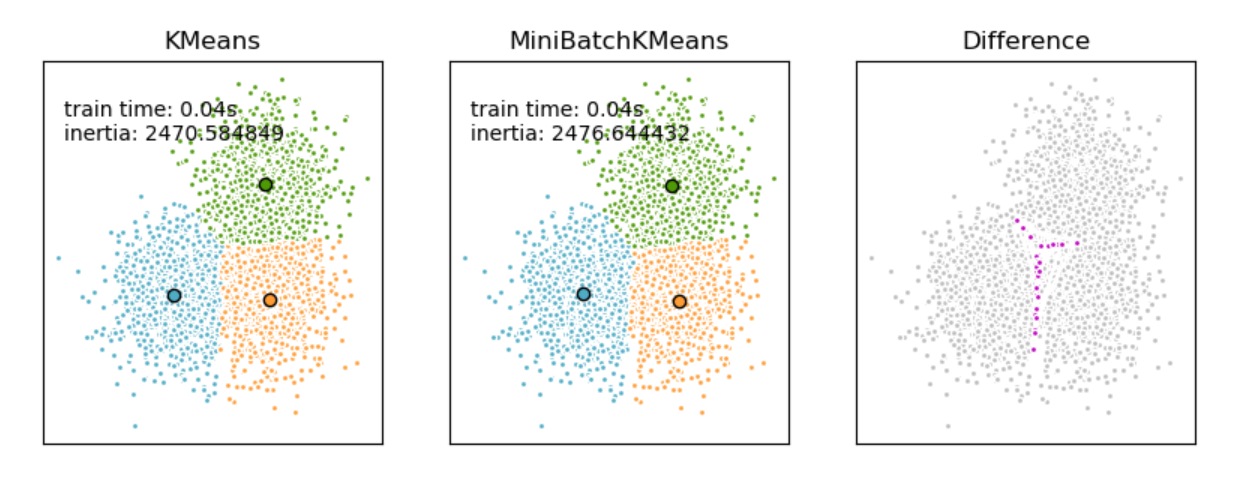 KMeans
train time: 0.04s
inertia: 2470.584849
MiniBatchKMeans
train time: 0.04s
inertia: 2476.644432
Difference